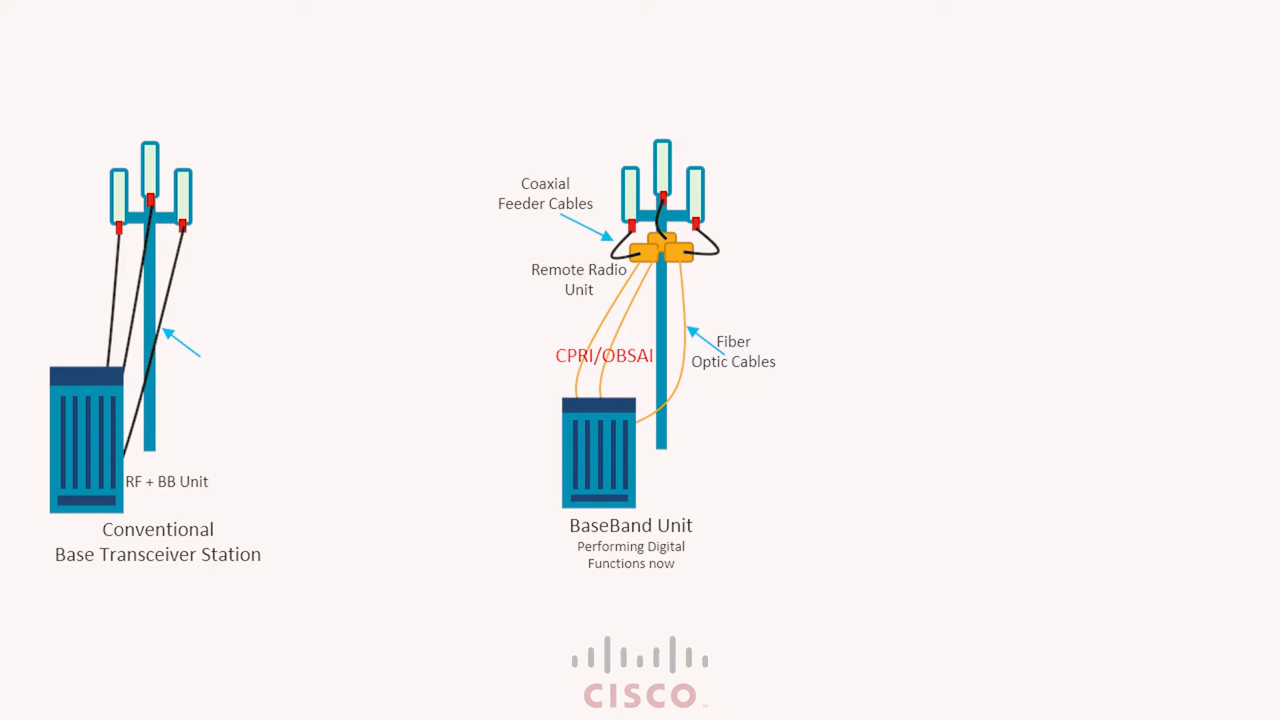 Coaxial
Feeder Cables
Remote Radio
Unit
CPRI/OBSAI
Fiber
Optic Cables
RF + BB Unit
Conventional
Base Transceiver Station
BaseBand Unit
Performing Digital
Functions now
CISCO